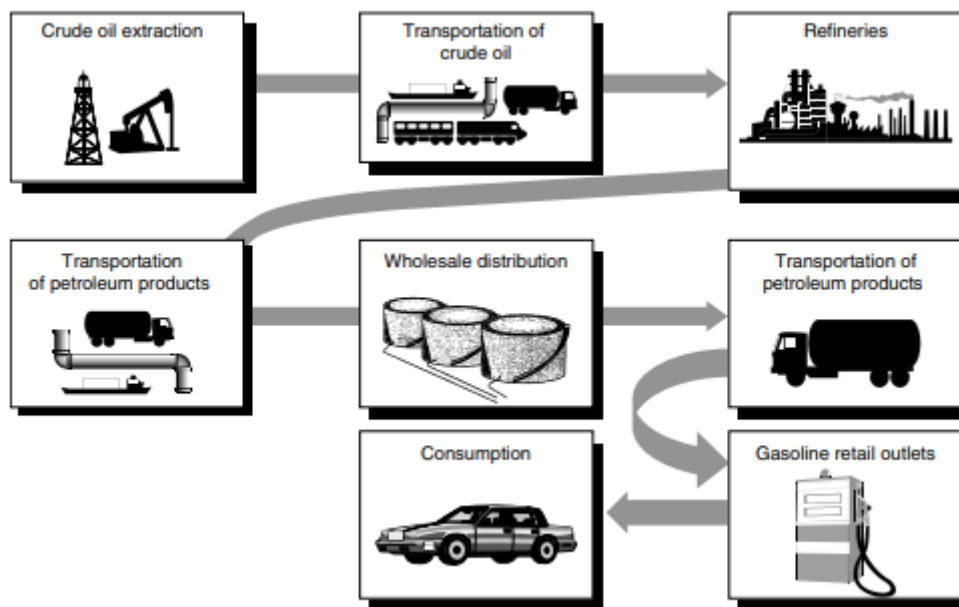 Crude oil extraction
Transportation of
crude oil
Refineries
Transportation
of petroleum products
Wholesale distribution
Transportation of
petroleum products
Consumption
Gasoline retail outlets